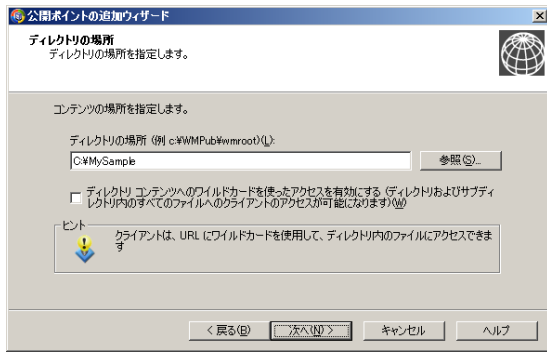 公開ポイントの追加ウィザード
ディレクトリの場所
ディレクトリの場所を指定します。
コンテンツの場所を指定します。
ディレクトリの場所 (例 c:¥WMPub¥wmroot)(L):
C:¥MySample
参照(S)...
ディレクトリ コンテンツへのワイルドカードを使ったアクセスを有効にする (ディレクトリおよびサブディ
レクトリ内のすべてのファイルへのクライアントのアクセスが可能になります)(W)
ヒント
クライアントは、URL にワイルドカードを使用して、ディレクトリ内のファイルにアクセスできま
す
< 戻る(B)
次へ(N) >
キャンセル
ヘルプ